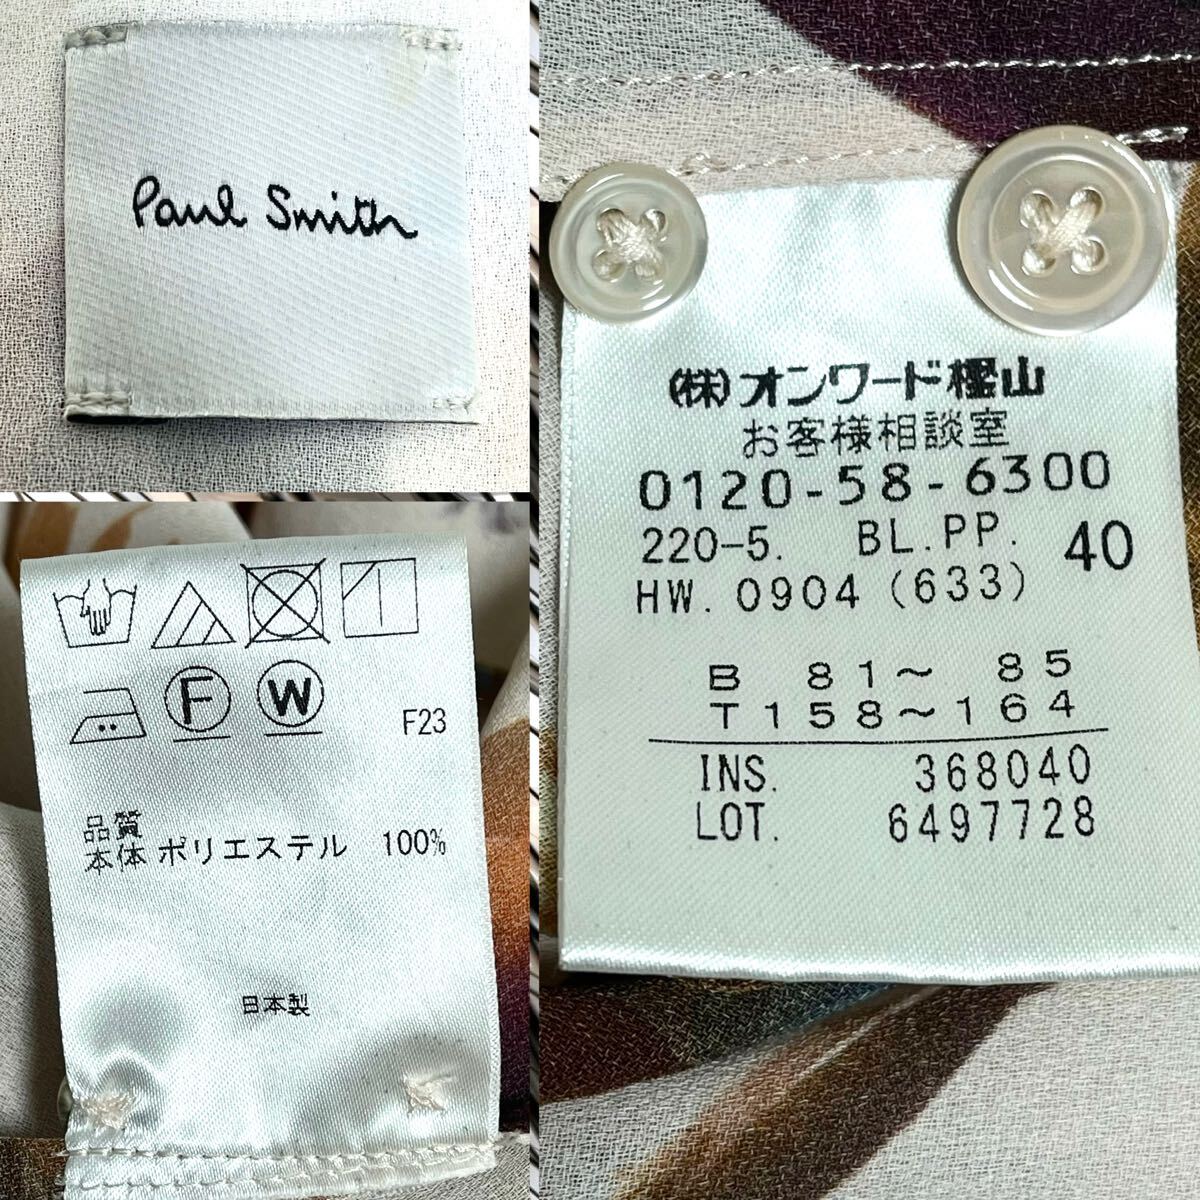 Paul Smith
(株)オンワード樫山
お客様相談室
0120-58-6300
220-5. BL.PP. 40
HW. 0904 (633)
B 81～ 85
T158～164
INS. 368040
LOT. 6497728
F W F23
品質
本体 ポリエステル 100%
日本製